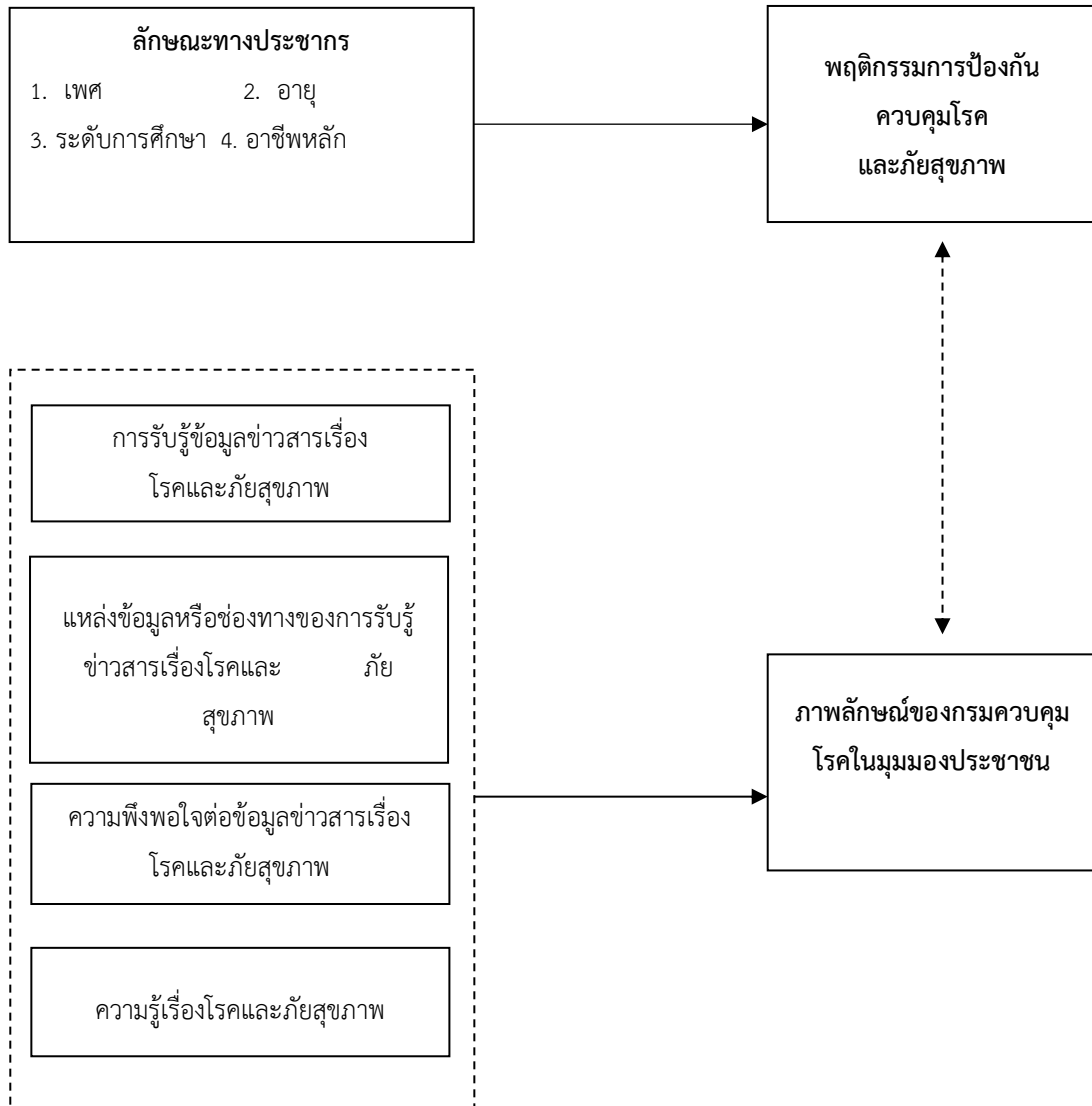 ลักษณะทางประชากร
1. เพศ 2. อายุ
3. ระดับการศึกษา 4. อาชีพหลัก
พฤติกรรมการป้องกัน
ควบคุมโรค
และภัยสุขภาพ
การรับรู้ข้อมูลข่าวสารเรื่อง
โรคและภัยสุขภาพ
แหล่งข้อมูลหรือช่องทางของการรับรู้
ข่าวสารเรื่องโรคและ ภัย
สุขภาพ
ความพึงพอใจต่อข้อมูลข่าวสารเรื่อง
โรคและภัยสุขภาพ
ความรู้เรื่องโรคและภัยสุขภาพ
ภาพลักษณ์ของกรมควบคุม
โรคในมุมมองประชาชน